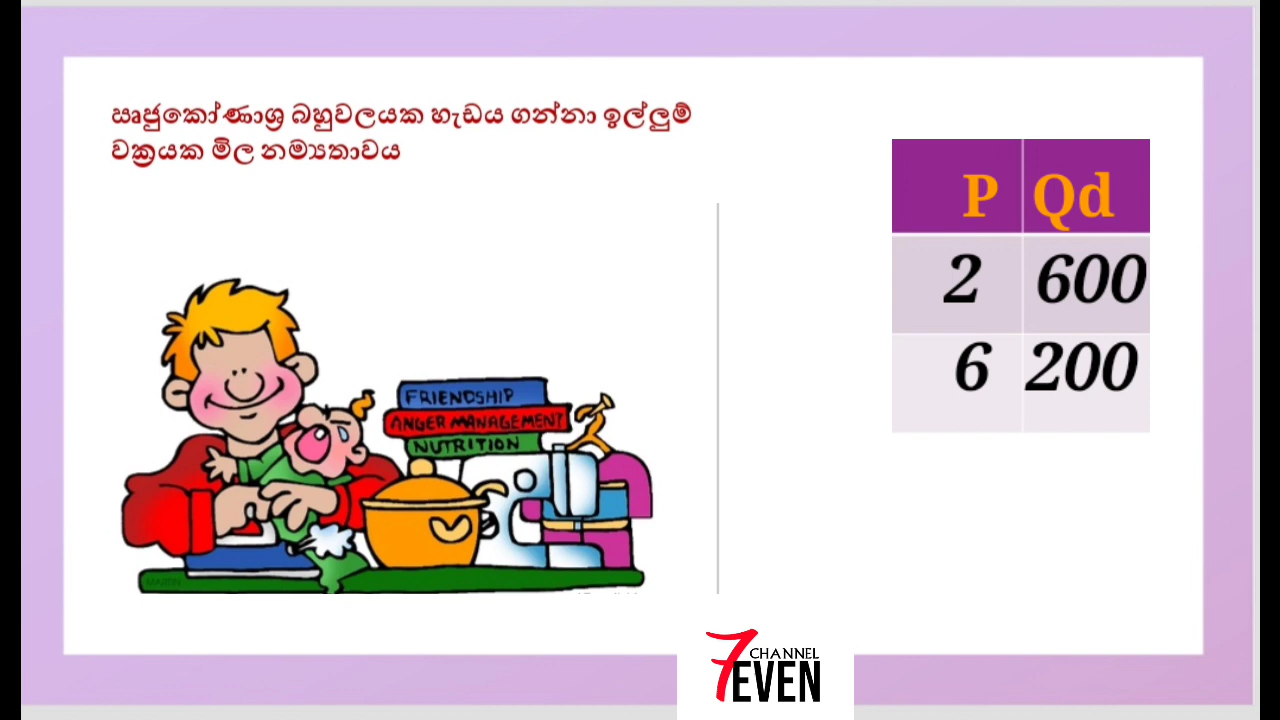 ඍජුකෝණාශ්‍ර බහුවලයක හැඩය ගන්නා ඉල්ලුම්
වක්‍රයක මිල නම්‍යතාවය
P Qd
2 600
6 200
FRIENDSHIP
ANGER MANAGEMENT
NUTRITION
7 CHANNEL
EVEN